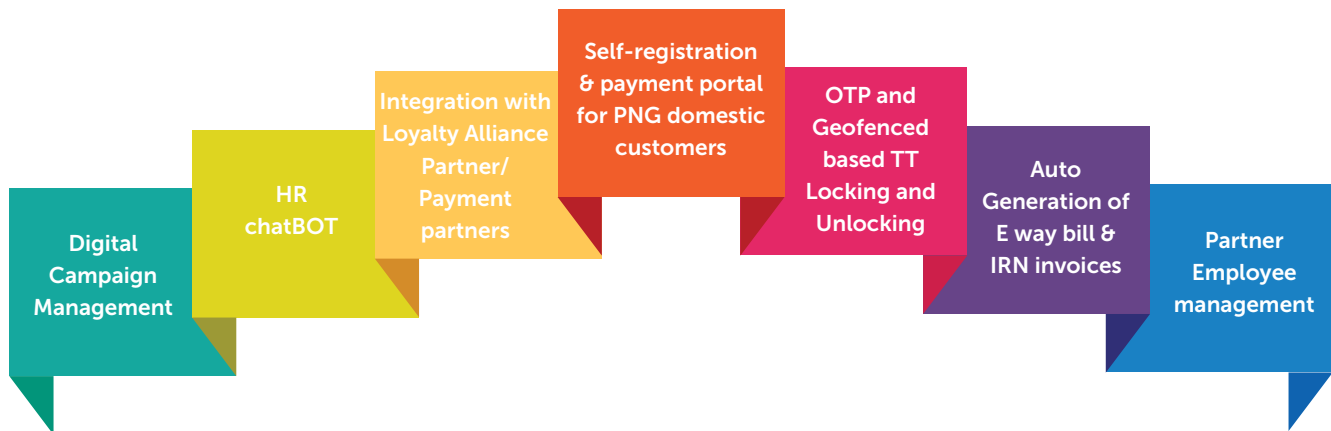 Digital
Campaign
Management
HR
chatBOT
Integration with
Loyalty Alliance
Partner/
Payment
partners
Self-registration
& payment portal
for PNG domestic
customers
OTP and
Geofenced
based TT
Locking and
Unlocking
Auto
Generation of
E way bill &
IRN invoices
Partner
Employee
management